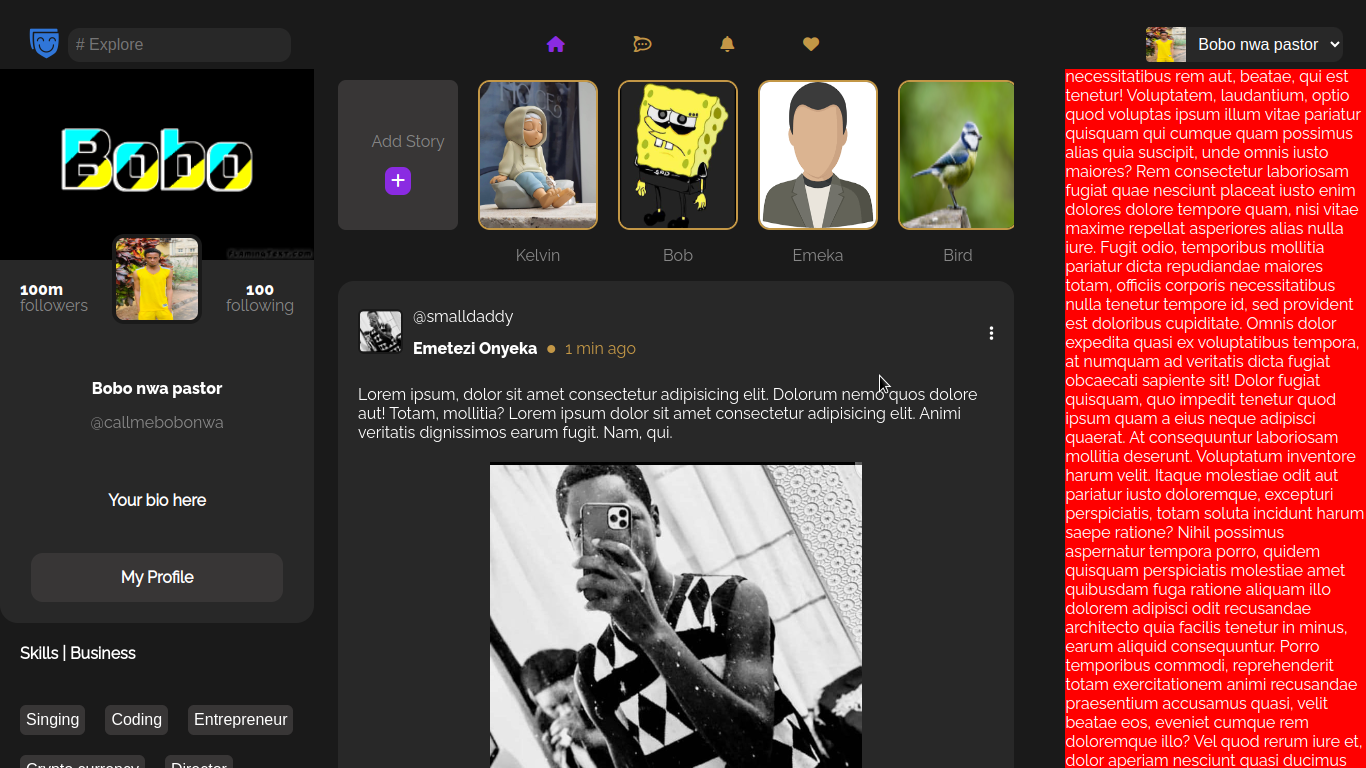 # Explore
Bobo nwa pastor
Bobo
100m
followers
100
following
Bobo nwa pastor
@callmebobonwa
Your bio here
My Profile
Skills | Business
Singing
Coding
Entrepreneur
Crypto currency
Director
Add Story
+
Kelvin
Bob
Emeka
Bird
@smalldaddy
Emetezi Onyeka
1 min ago
Lorem ipsum, dolor sit amet consectetur adipisicing elit. Dolorum nemo quos dolore
aut! Totam, mollitia? Lorem ipsum dolor sit amet consectetur adipisicing elit. Animi
veritatis dignissimos earum fugit. Nam, qui.
necessitatibus rem aut, beatae, qui est
tenetur! Voluptatem, laudantium, optio
quod voluptas ipsum illum vitae pariatur
quisquam qui cumque quam possimus
alias quia suscipit, unde omnis iusto
maiores? Rem consectetur laboriosam
fugiat quae nesciunt placeat iusto enim
dolores dolore tempore quam, nisi vitae
maxime repellat asperiores alias nulla
iure. Fugit odio, temporibus mollitia
pariatur dicta repudiandae maiores
totam, officiis corporis necessitatibus
nulla tenetur tempore id, sed provident
est doloribus cupiditate. Omnis dolor
expedita quasi ex voluptatibus tempora,
at numquam ad veritatis dicta fugiat
obcaecati sapiente sit! Dolor fugiat
quisquam, quo impedit tenetur quod
ipsum quam a eius neque adipisci
quaerat. At consequuntur laboriosam
mollitia deserunt. Voluptatum inventore
harum velit. Itaque molestiae odit aut
pariatur iusto doloremque, excepturi
perspiciatis, totam soluta incidunt harum
saepe ratione? Nihil possimus
aspernatur tempora porro, quidem
quisquam perspiciatis molestiae amet
quibusdam fuga ratione aliquam illo
dolorem adipisci odit recusandae
architecto quia facilis tenetur in minus,
earum aliquid consequuntur. Porro
temporibus commodi, reprehenderit
totam exercitationem animi recusandae
praesentium accusamus quasi, velit
beatae eos, eveniet cumque rem
doloremque illo? Vel quod rerum iure et,
dolor aperiam nesciunt quasi ducimus